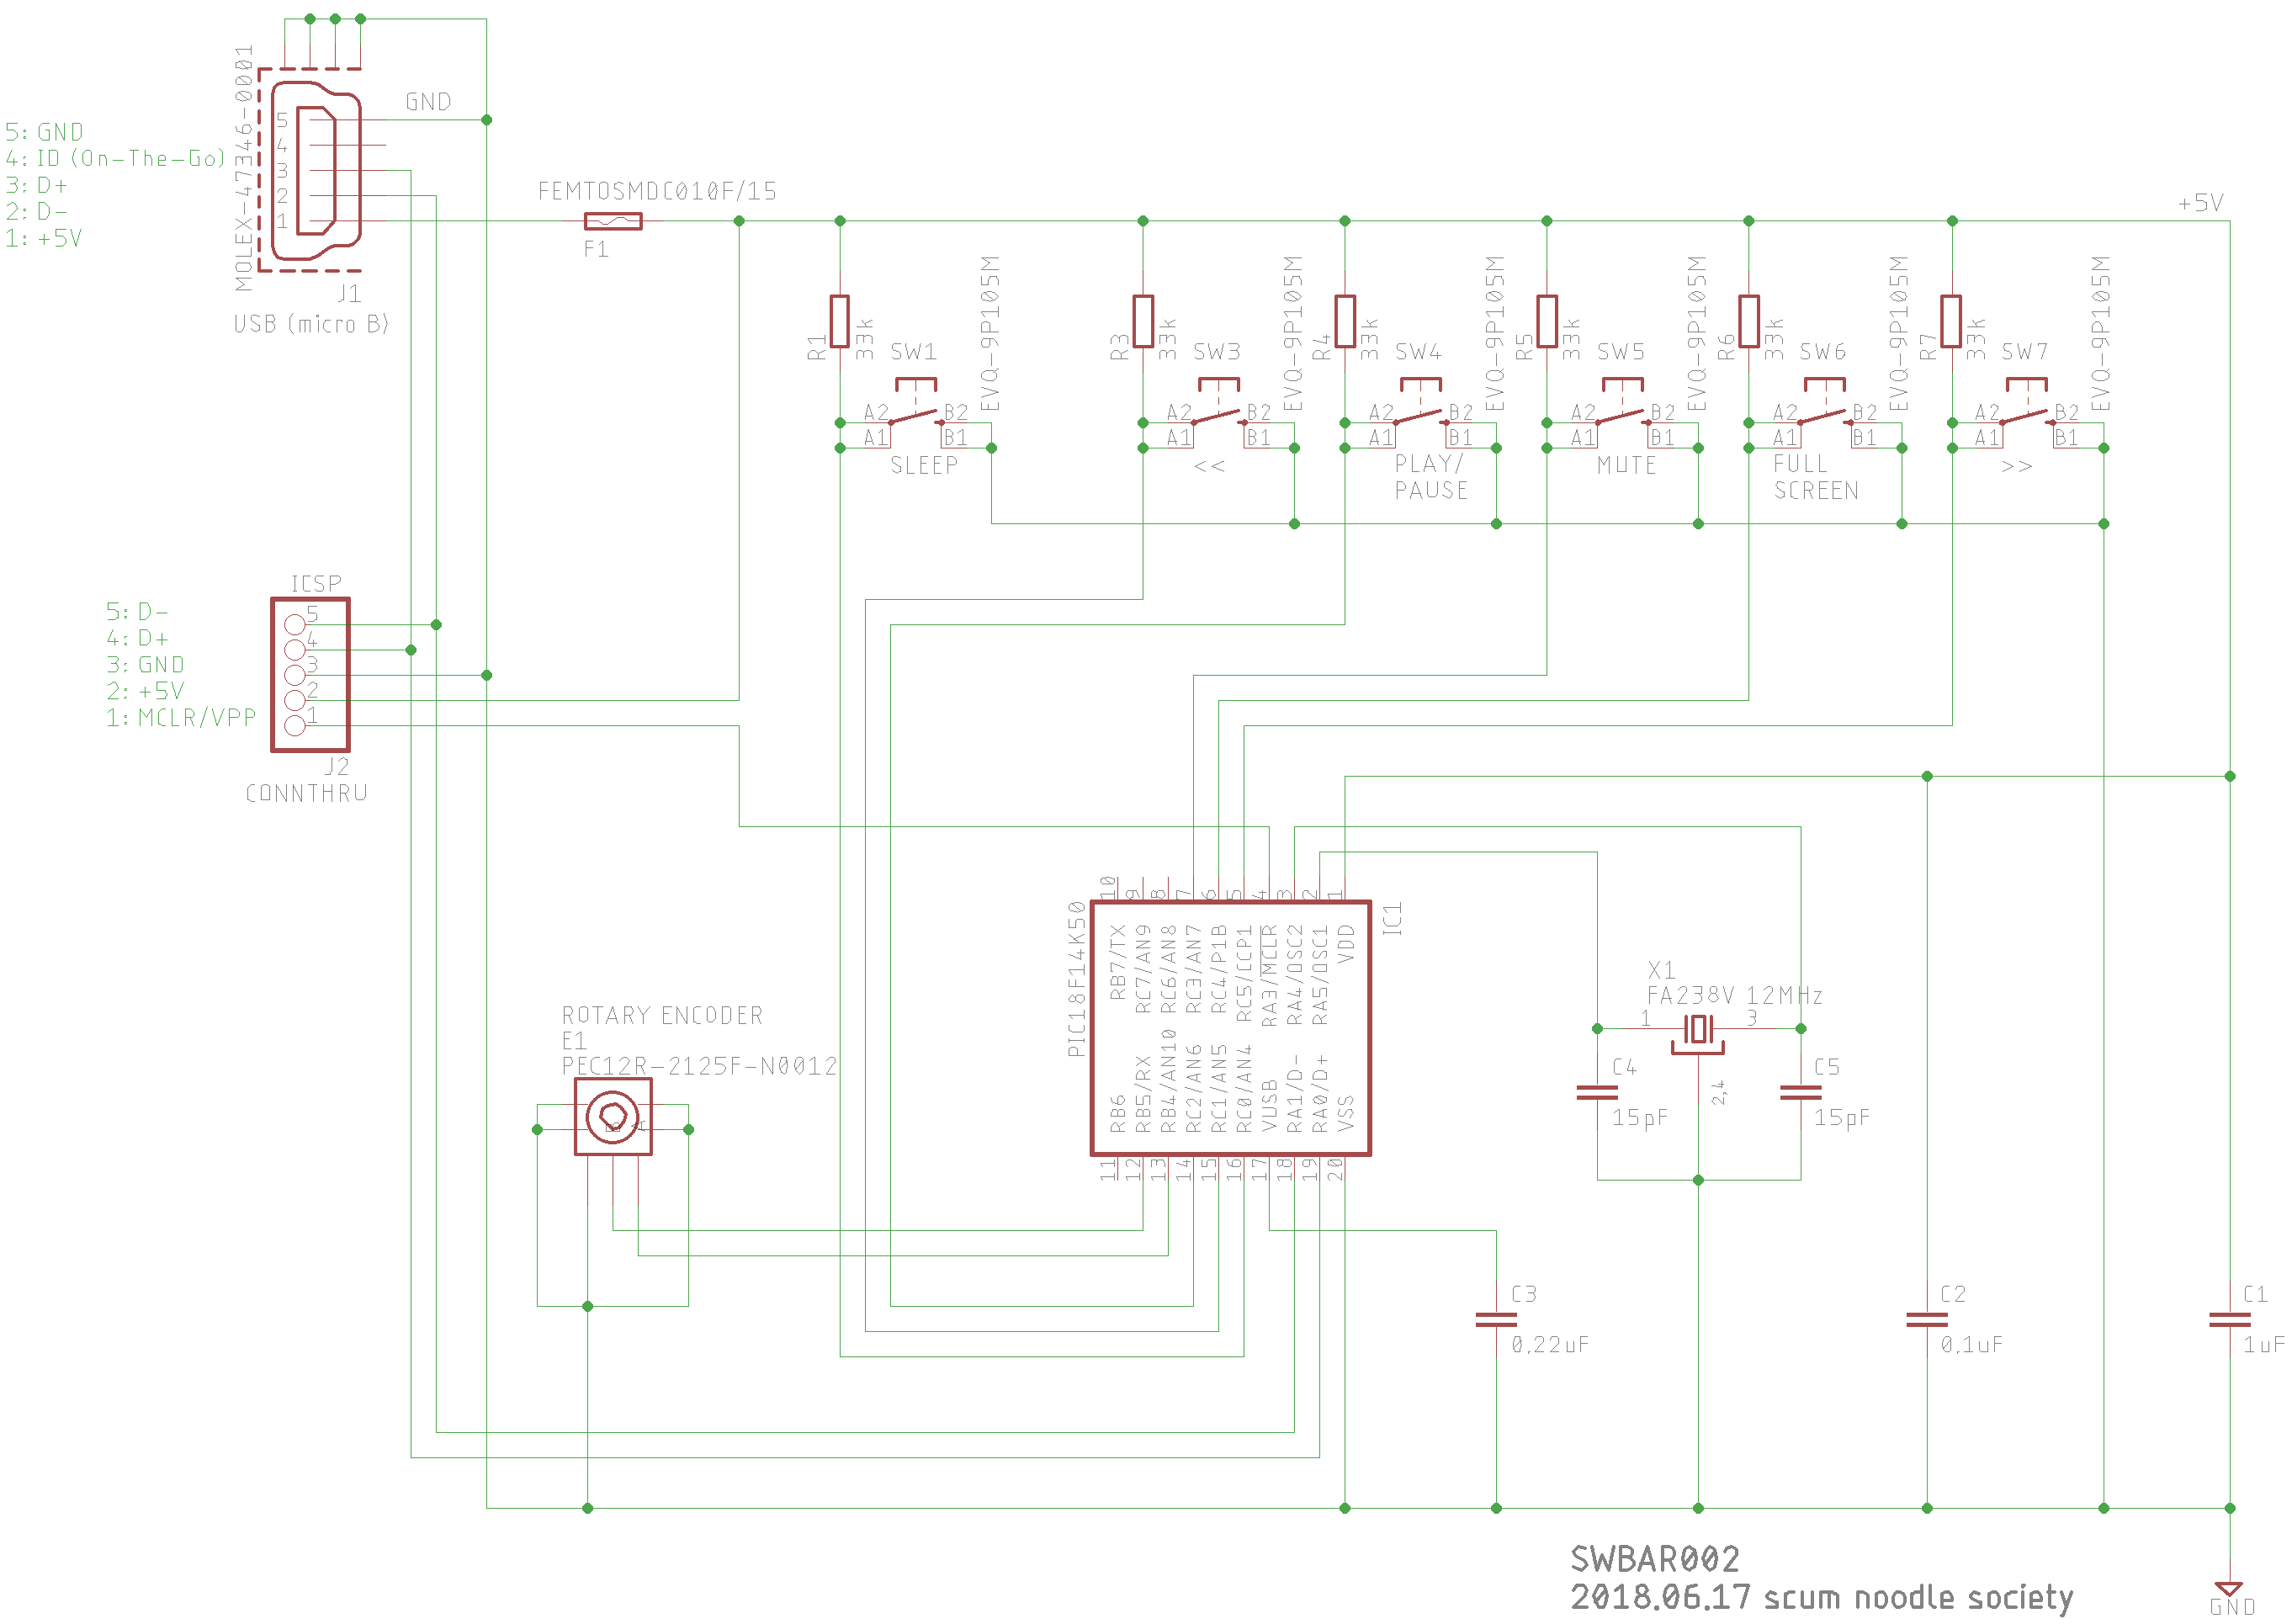 MOLEX-47346-0001
GND
5
4
3
2
1
5: GND
4: ID (On-The-Go)
3: D+
2: D-
1: +5V
J1
USB (micro B)
FEMTOSMDC010F/15
F1
+5V
R1
33k
SW1
EVQ-9P105M
A2
B2
A1
B1
SLEEP
R3
33k
SW3
EVQ-9P105M
A2
B2
A1
B1
<<
R4
33k
SW4
EVQ-9P105M
A2
B2
A1
B1
PLAY/
PAUSE
R5
33k
SW5
EVQ-9P105M
A2
B2
A1
B1
MUTE
R6
33k
SW6
EVQ-9P105M
A2
B2
A1
B1
FULL
SCREEN
R7
33k
SW7
EVQ-9P105M
A2
B2
A1
B1
>>
ICSP
5
4
3
2
1
5: D-
4: D+
3: GND
2: +5V
1: MCLR/VPP
J2
CONNTHRU
PIC18F14K50
IC1
10
9
8
7
6
5
4
3
2
1
RB7/TX
RC7/AN9
RC6/AN8
RC3/AN7
RC4/P1B
RC5/CCP1
RA3/MCLR
RA4/OSC2
RA5/OSC1
VDD
RB6
RB5/RX
RB4/AN10
RC2/AN6
RC1/AN5
RC0/AN4
VUSB
RA1/D-
RA0/D+
VSS
11
12
13
14
15
16
17
18
19
20
X1
FA238V 12MHz
1
3
2,4
C4
15pF
C5
15pF
ROTARY ENCODER
E1
PEC12R-2125F-N0012
B
A
C3
0.22uF
C2
0.1uF
C1
1uF
SWBAR002
2018.06.17 scum noodle society
GND